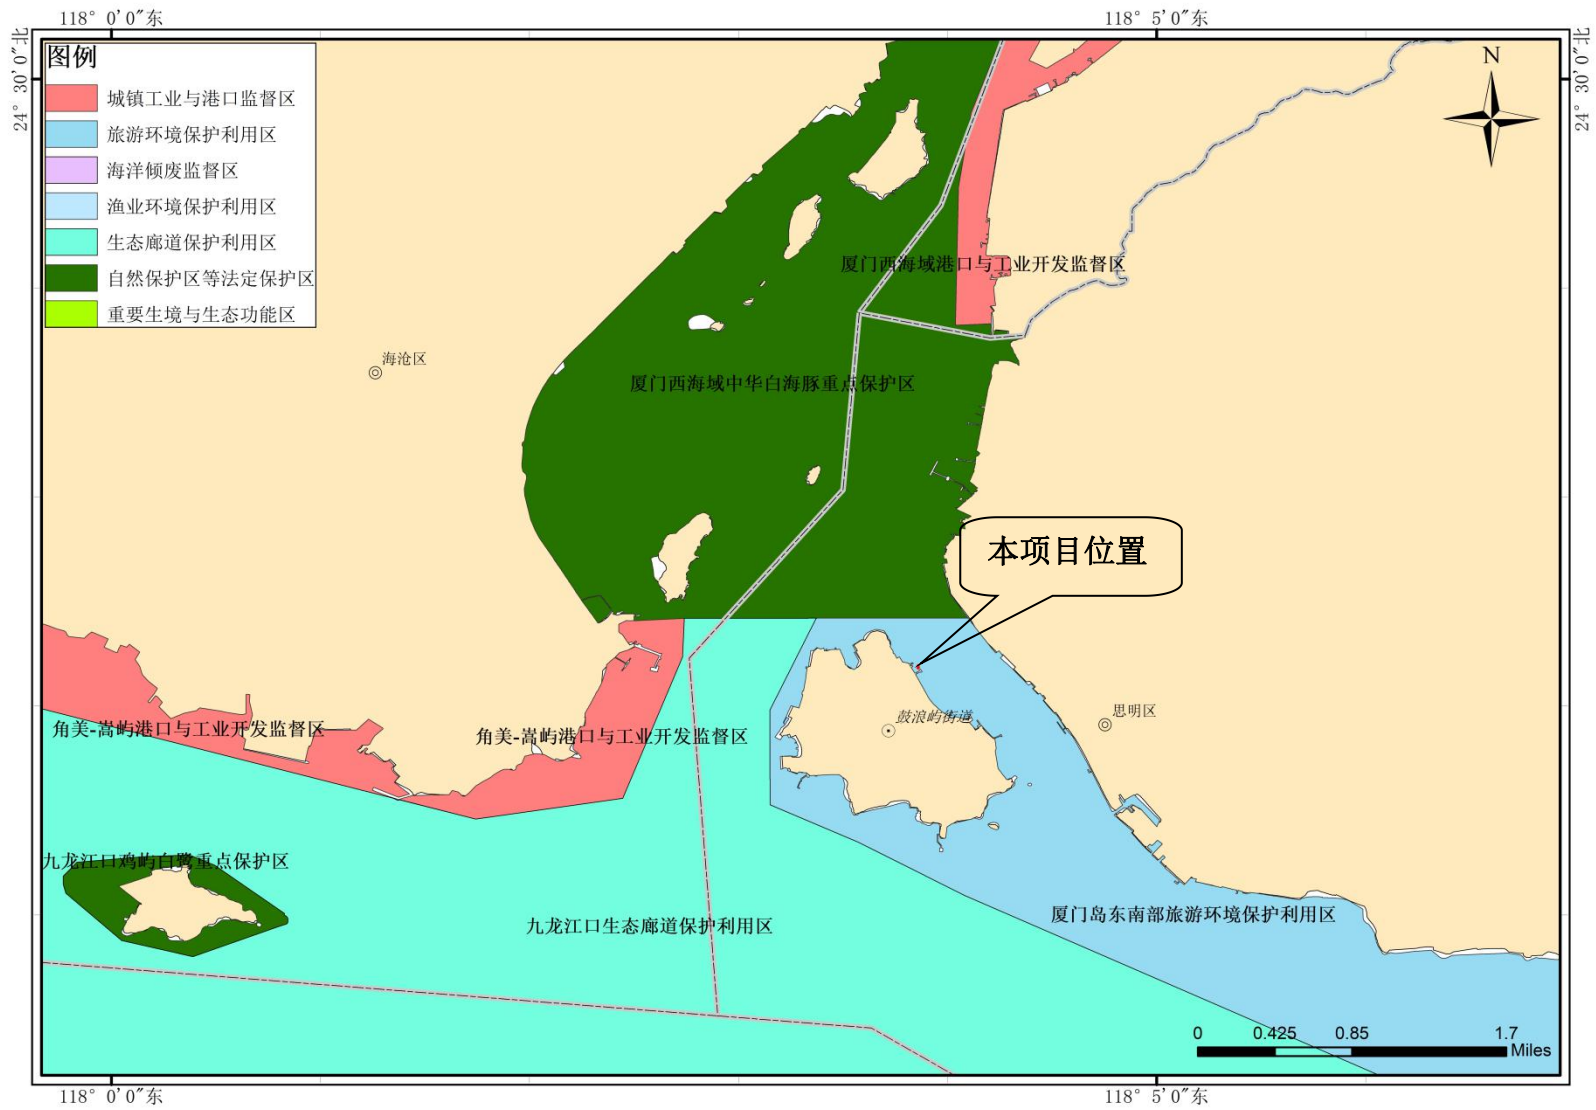 118° 0′0″东
118° 5′0″东
24° 30′0″北
24° 30′0″北
图例
城镇工业与港口监督区
旅游环境保护利用区
海洋倾废监督区
渔业环境保护利用区
生态廊道保护利用区
自然保护区等法定保护区
重要生境与生态功能区
N
厦门西海域港口与工业开发监督区
海沧区
厦门西海域中华白海豚重点保护区
本项目位置
鼓浪屿街道
思明区
角美-嵩屿港口与工业开发监督区
角美-嵩屿港口与工业开发监督区
九龙江口鸡屿白鹭重点保护区
厦门岛东南部旅游环境保护利用区
九龙江口生态廊道保护利用区
0 0.425 0.85 1.7
Miles
118° 0′0″东
118° 5′0″东